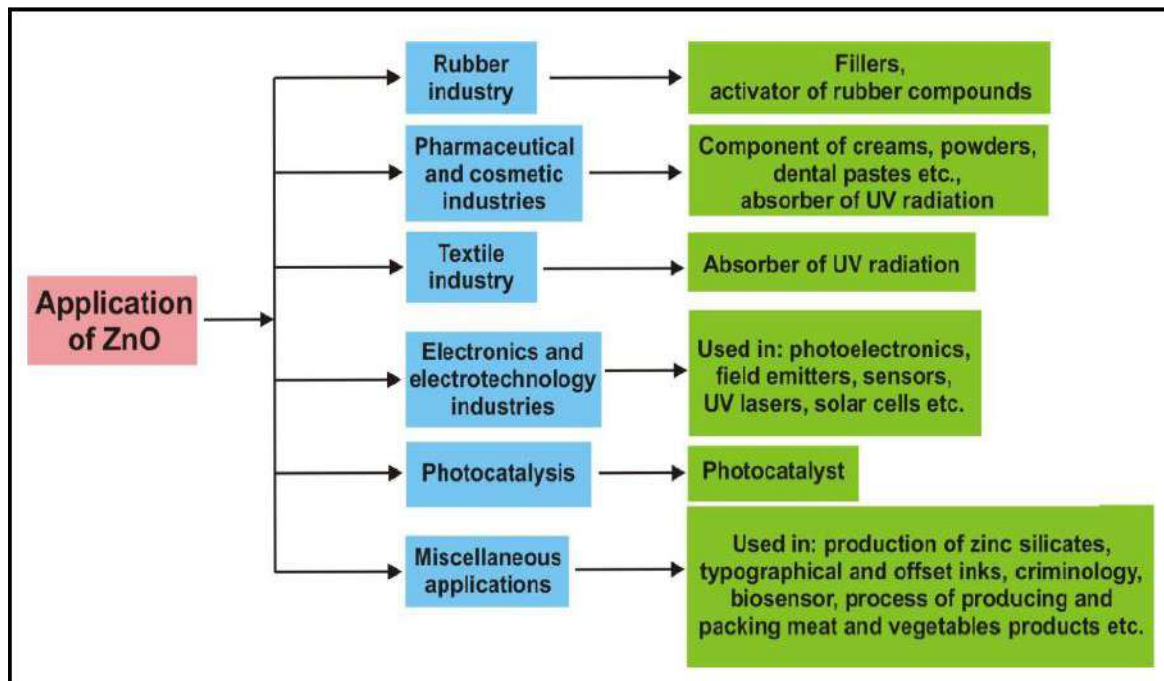 Application
of ZnO
Rubber
industry
Fillers,
activator of rubber compounds
Pharmaceutical
and cosmetic
industries
Component of creams, powders,
dental pastes etc.,
absorber of UV radiation
Textile
industry
Absorber of UV radiation
Electronics and
electrotechnology
industries
Used in: photoelectronics,
field emitters, sensors,
UV lasers, solar cells etc.
Photocatalysis
Photocatalyst
Miscellaneous
applications
Used in: production of zinc silicates,
typographical and offset inks, criminology,
biosensor, process of producing and
packing meat and vegetables products etc.